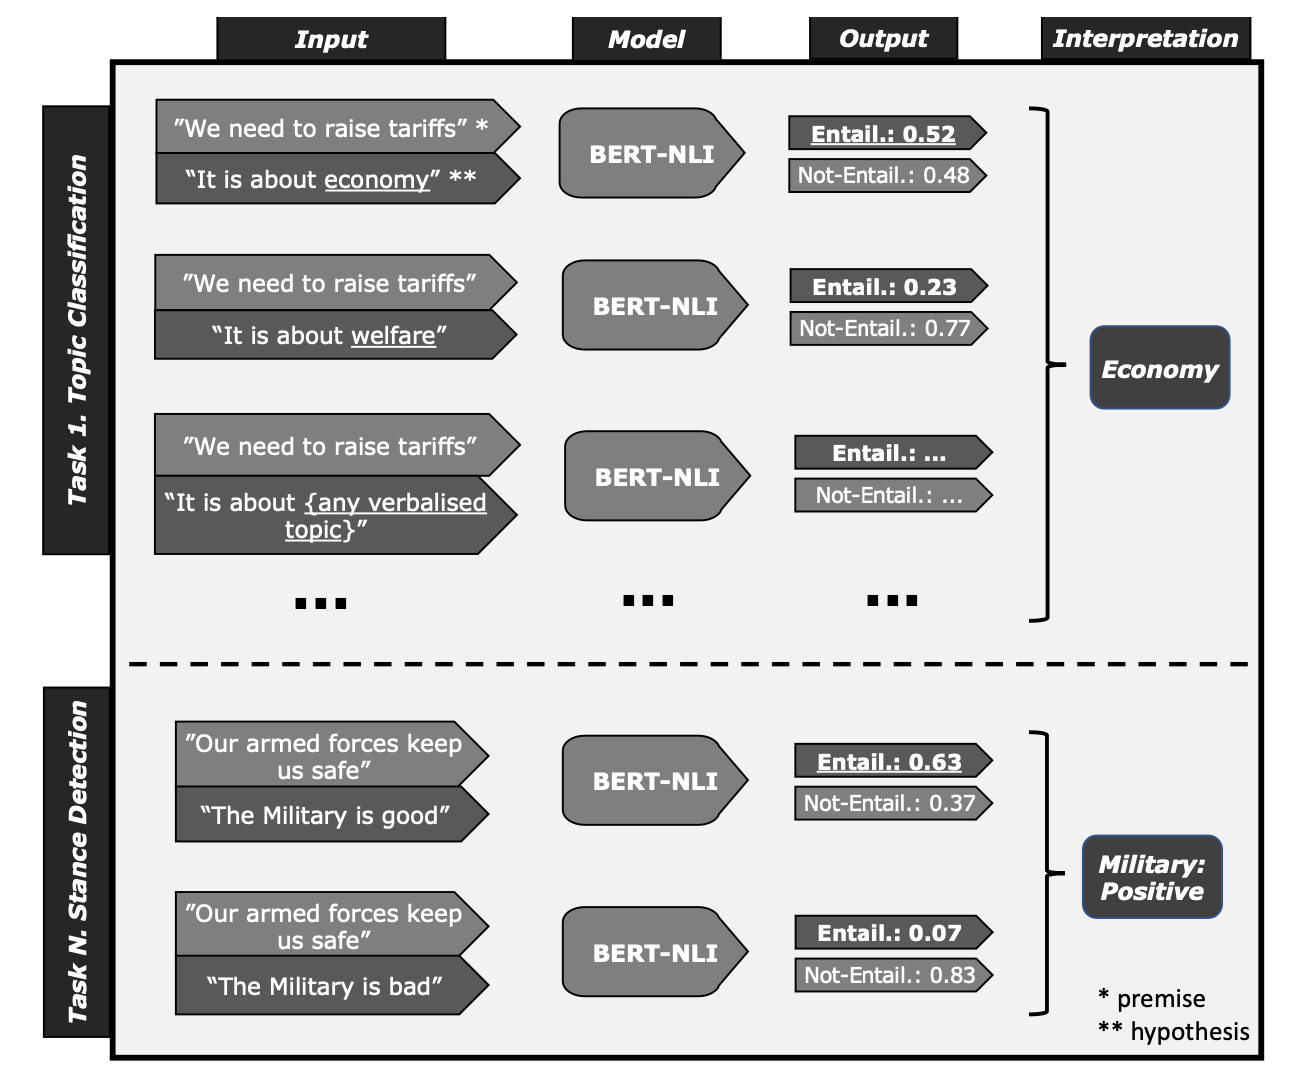 Input
Model
Output
Interpretation
Task 1. Topic Classification
”We need to raise tariffs” *
“It is about economy” **
BERT-NLI
Entail.: 0.52
Not-Entail.: 0.48
”We need to raise tariffs”
“It is about welfare”
BERT-NLI
Entail.: 0.23
Not-Entail.: 0.77
”We need to raise tariffs”
“It is about {any verbalised
topic}”
BERT-NLI
Entail.: ...
Not-Entail.: ...
...
...
...
Economy
Task N. Stance Detection
”Our armed forces keep
us safe”
“The Military is good”
BERT-NLI
Entail.: 0.63
Not-Entail.: 0.37
”Our armed forces keep
us safe”
“The Military is bad”
BERT-NLI
Entail.: 0.07
Not-Entail.: 0.83
Military:
Positive
* premise
** hypothesis